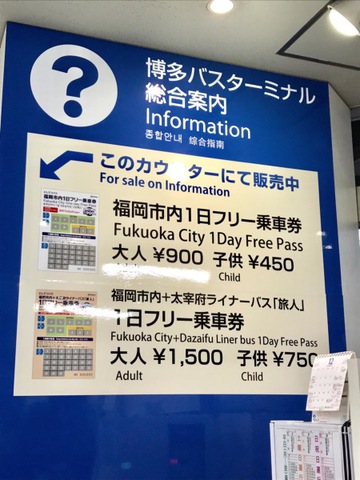 ?
博多バスターミナル
総合案内
Information
종합안내 綜合指南
このカウンターにて販売中
For sale on Information
福岡市内1日フリー乗車券
Fukuoka City 1Day Free Pass
大人 ¥900 子供 ¥450
Child
福岡市内+太宰府ライナーバス「旅人」
1日フリー乗車券
Fukuoka City+Dazaifu Liner bus 1Day Free Pass
大人 ¥1,500 子供 ¥750
Adult Child